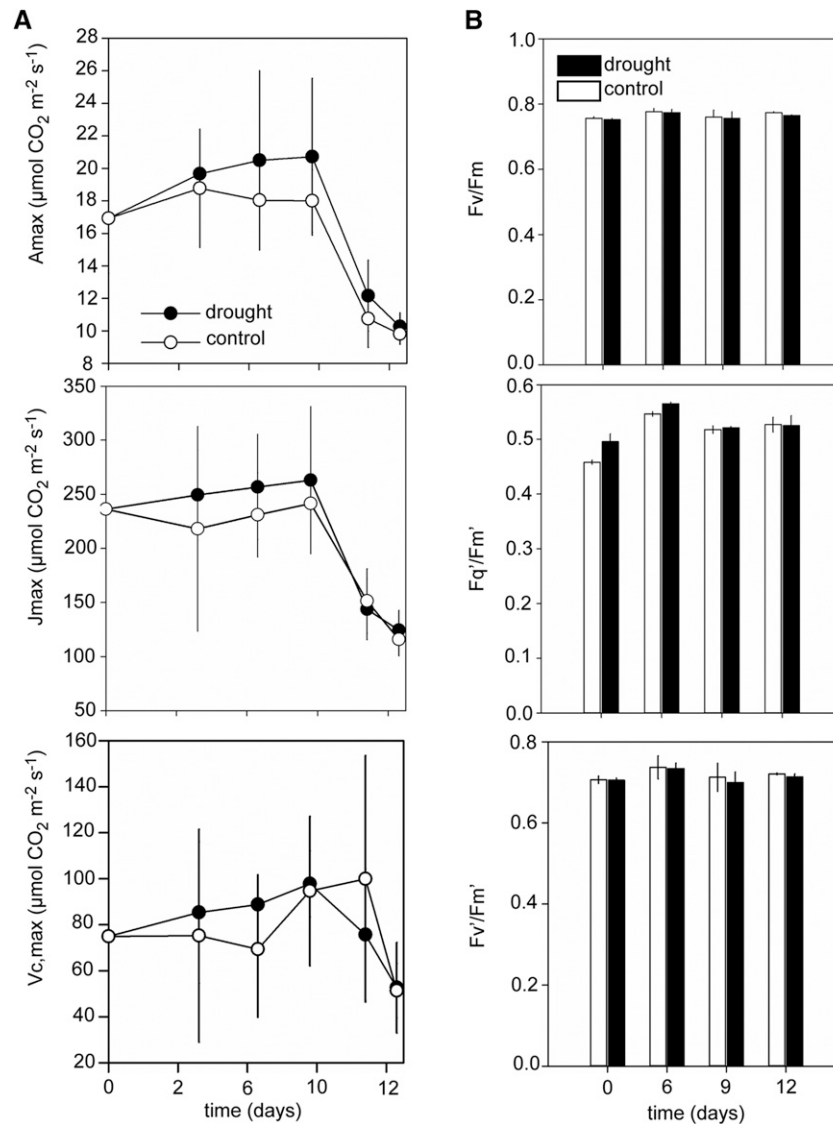 A
Amax (µmol CO2 m-2 s-1)
28
26
24
22
20
18
16
14
12
10
8
drought
control
Jmax (µmol CO2 m-2 s-1)
350
300
250
200
150
100
50
Vc,max (µmol CO2 m-2 s-1)
160
140
120
100
80
60
40
20
0 2 6 10 12
time (days)
B
Fv/Fm
1.0
0.8
0.6
0.4
0.2
0.0
drought
control
Fq'/Fm'
0.6
0.5
0.4
0.3
0.2
0.1
0.0
Fv'/Fm'
0.8
0.6
0.4
0.2
0.0
0 6 9 12
time (days)